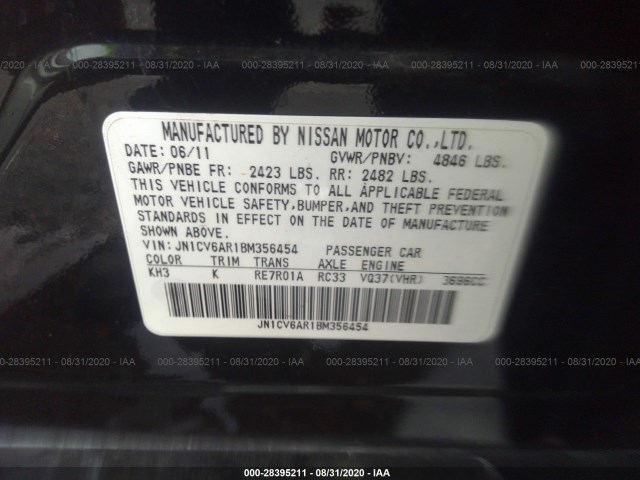 000-28395211 - 08/31/2020 - IAA
MANUFACTURED BY NISSAN MOTOR CO.,LTD.
DATE: 06/11 GVWR/PNBV: 4846 LBS.
GAWR/PNBE FR: 2423 LBS. RR: 2482 LBS.
THIS VEHICLE CONFORMS TO ALL APPLICABLE FEDERAL
MOTOR VEHICLE SAFETY,BUMPER,AND THEFT PREVENTION
STANDARDS IN EFFECT ON THE DATE OF MANUFACTURE
SHOWN ABOVE.
VIN: JN1CV6AR1BM356454 PASSENGER CAR
COLOR TRIM TRANS AXLE ENGINE
KH3 K RE7R01A RC33 VQ37(VHR) 3696CC
JN1CV6AR1BM356454
000-28395211 - 08/31/2020 - IAA